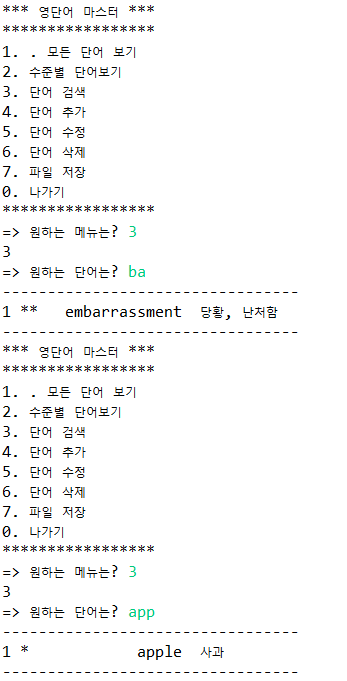 *** 영단어 마스터 ***
*****************
1. . 모든 단어 보기
2. 수준별 단어보기
3. 단어 검색
4. 단어 추가
5. 단어 수정
6. 단어 삭제
7. 파일 저장
0. 나가기
*****************
=> 원하는 메뉴는? 3
3
=> 원하는 단어는? ba
---------------------------------
1 **   embarrassment  당황, 난처함
---------------------------------
*** 영단어 마스터 ***
*****************
1. . 모든 단어 보기
2. 수준별 단어보기
3. 단어 검색
4. 단어 추가
5. 단어 수정
6. 단어 삭제
7. 파일 저장
0. 나가기
*****************
=> 원하는 메뉴는? 3
3
=> 원하는 단어는? app
---------------------------------
1 *            apple  사과
---------------------------------